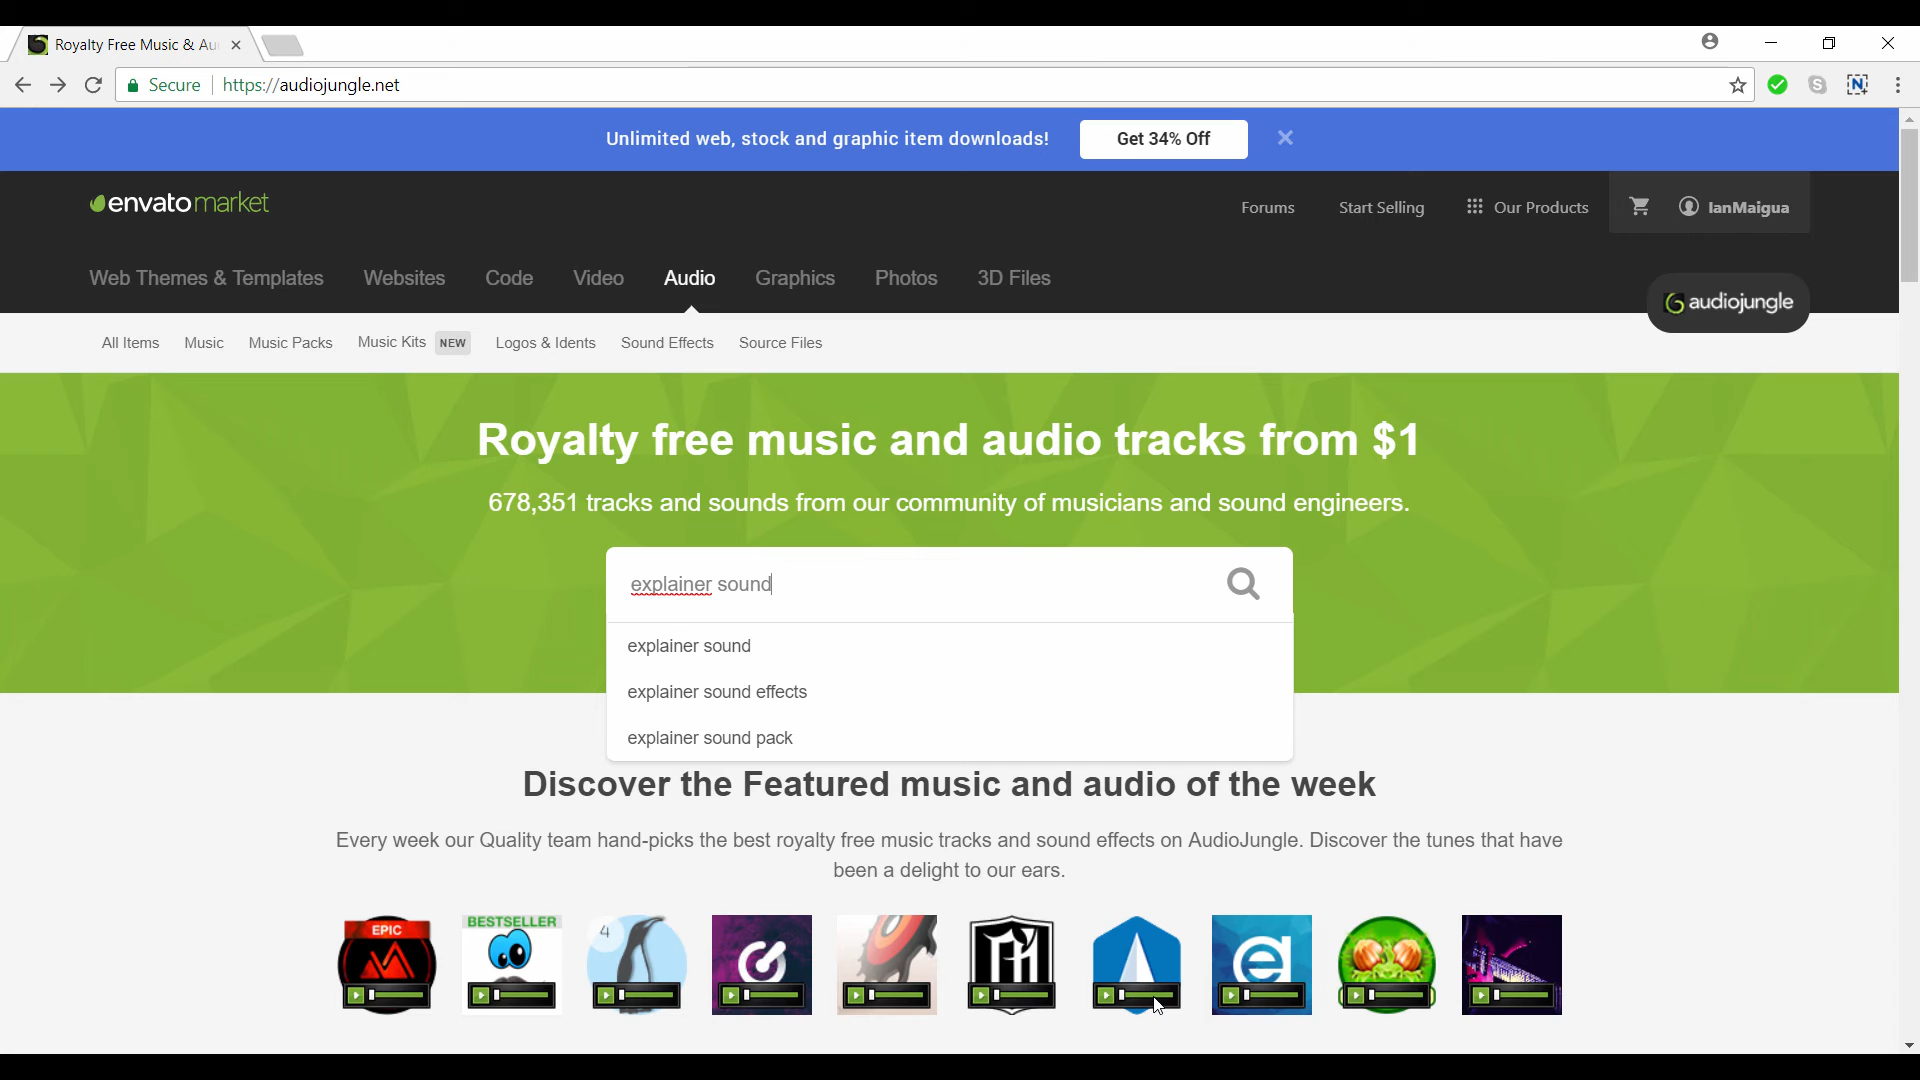 Royalty Free Music & Au
Secure
https://audiojungle.net
Unlimited web, stock and graphic item downloads!
Get 34% Off
envatomarket
Forums
Start Selling
Our Products
IanMaigua
Web Themes & Templates
Websites
Code
Video
Audio
Graphics
Photos
3D Files
audiojungle
All Items
Music
Music Packs
Music Kits NEW
Logos & Idents
Sound Effects
Source Files
Royalty free music and audio tracks from $1
678,351 tracks and sounds from our community of musicians and sound engineers.
explainer sound
explainer sound
explainer sound effects
explainer sound pack
Discover the Featured music and audio of the week
Every week our Quality team hand-picks the best royalty free music tracks and sound effects on AudioJungle. Discover the tunes that have
been a delight to our ears.
EPIC
BESTSELLER
4